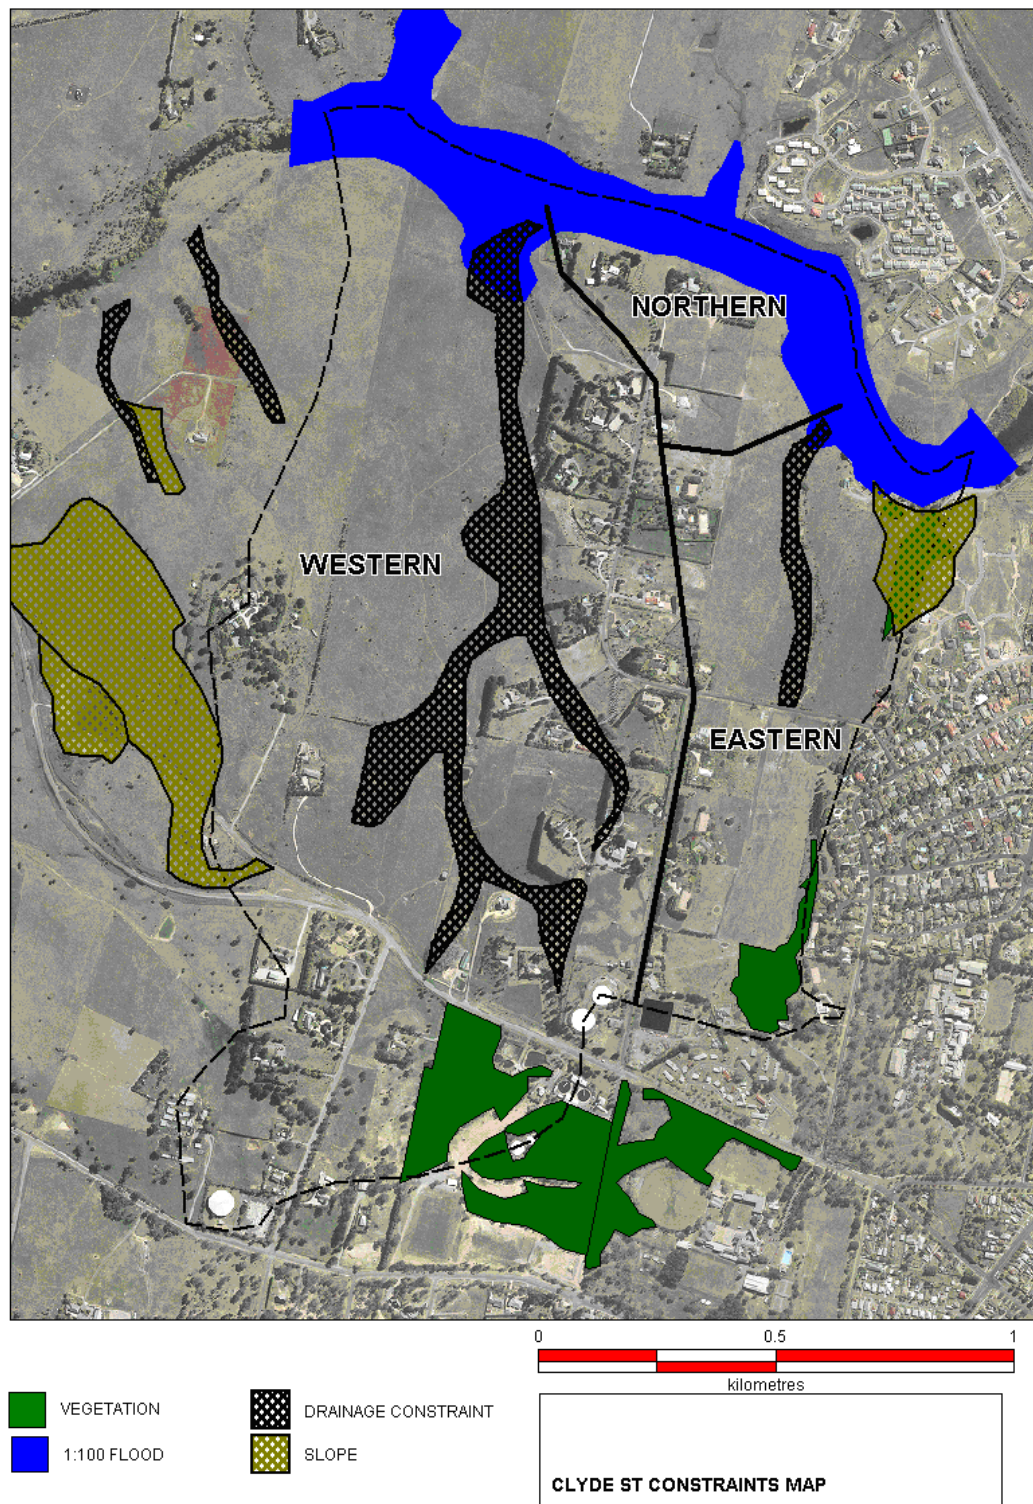 NORTHERN
WESTERN
EASTERN
0 0.5 1
kilometres
VEGETATION
DRAINAGE CONSTRAINT
1:100 FLOOD
SLOPE
CLYDE ST CONSTRAINTS MAP